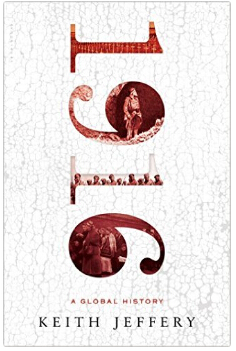 1916
A GLOBAL HISTORY
KEITH JEFFERY